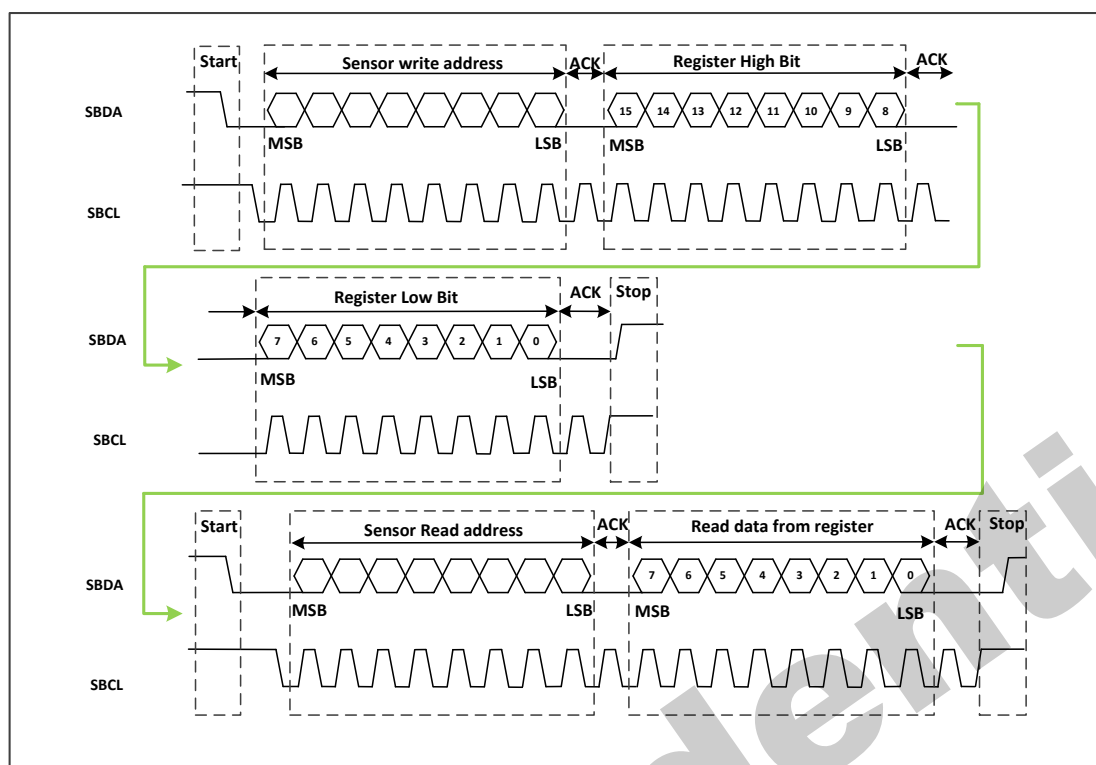 Start Sensor write address ACK Register High Bit ACK
SBDA 15 14 13 12 11 10 9 8
MSB LSB MSB LSB
SBCL
Register Low Bit ACK Stop
SBDA 7 6 5 4 3 2 1 0
MSB LSB
SBCL
Start Sensor Read address ACK Read data from register ACK Stop
SBDA 7 6 5 4 3 2 1 0
MSB LSB MSB LSB
SBCL